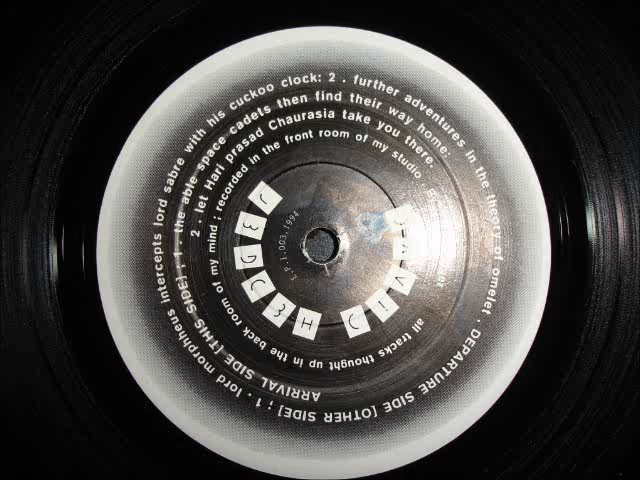 DEPARTURE SIDE [OTHER SIDE] ; 1 . lord morpheus intercepts lord sabre with his cuckoo clock: 2 . further adventures in the theory of omelet .
ARRIVAL SIDE [THIS SIDE] ; 1 . the able space cadets then find their way home:
2 . let Hari prasad Chaurasia take you there.
all tracks thought up in the back room of my mind ; recorded in the front room of my studio .